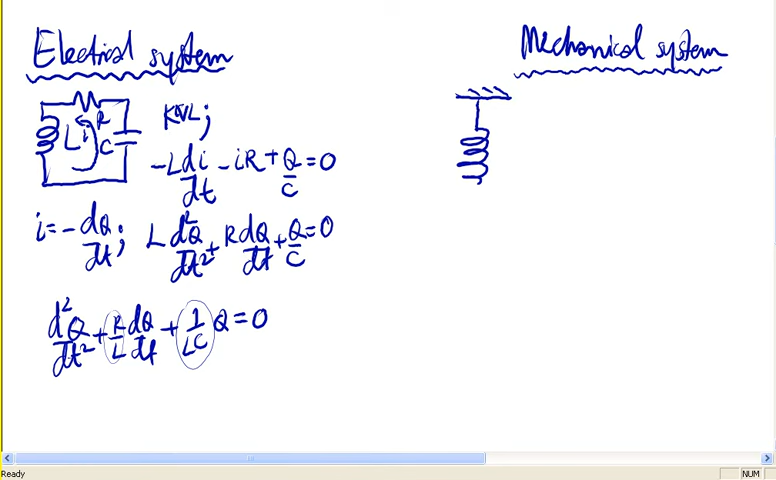 Electrical system
Mechanical system
R
L i C
KVL;
-L di/dt - iR + Q/C = 0
i = -dQ/dt; L d²Q/dt² + R dQ/dt + Q/C = 0
d²Q/dt² + R/L dQ/dt + 1/LC Q = 0
Ready
NUM